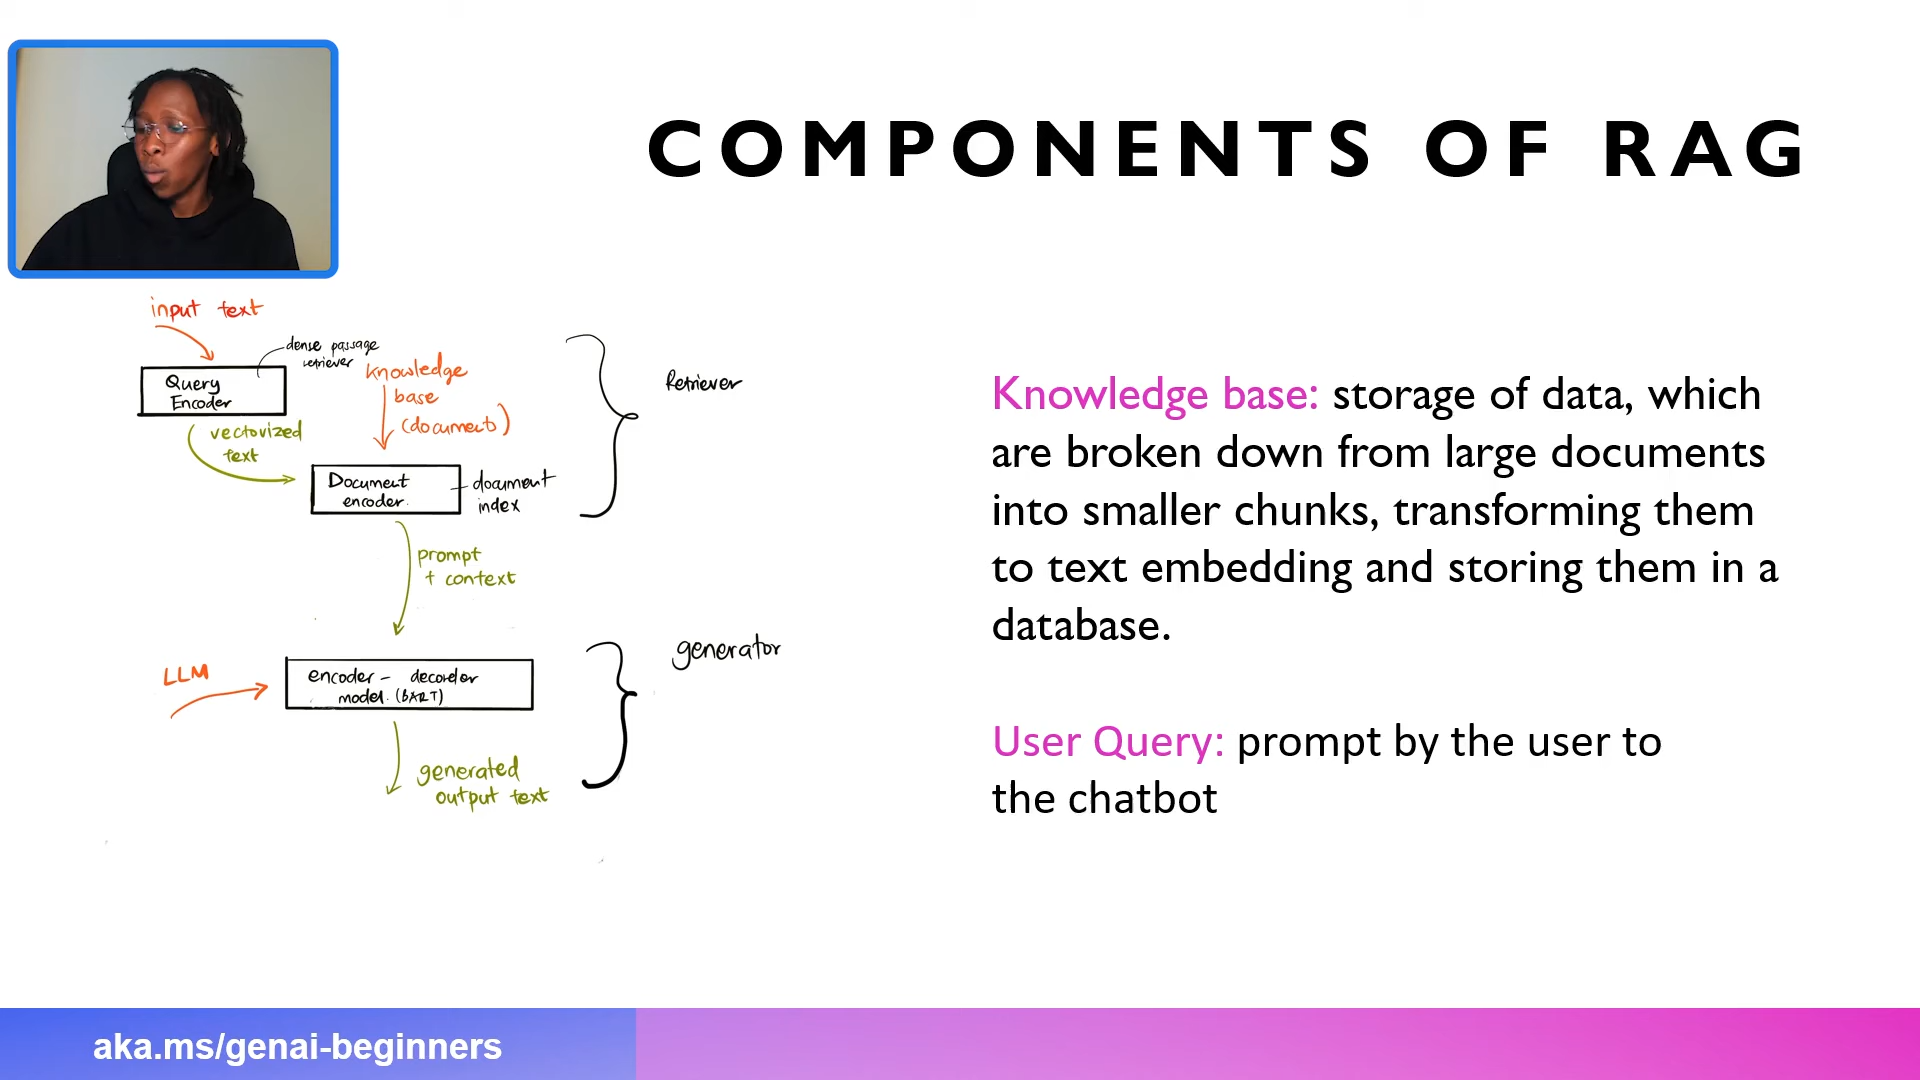 COMPONENTS OF RAG
input text
dense passage
retriever
Query
Encoder
knowledge
base
(document)
Retriever
vectorized
text
Document
encoder.
document
index
prompt
+ context
generator
LLM
encoder - decorder
model. (BART)
generated
output text
Knowledge base: storage of data, which
are broken down from large documents
into smaller chunks, transforming them
to text embedding and storing them in a
database.
User Query: prompt by the user to
the chatbot
aka.ms/genai-beginners